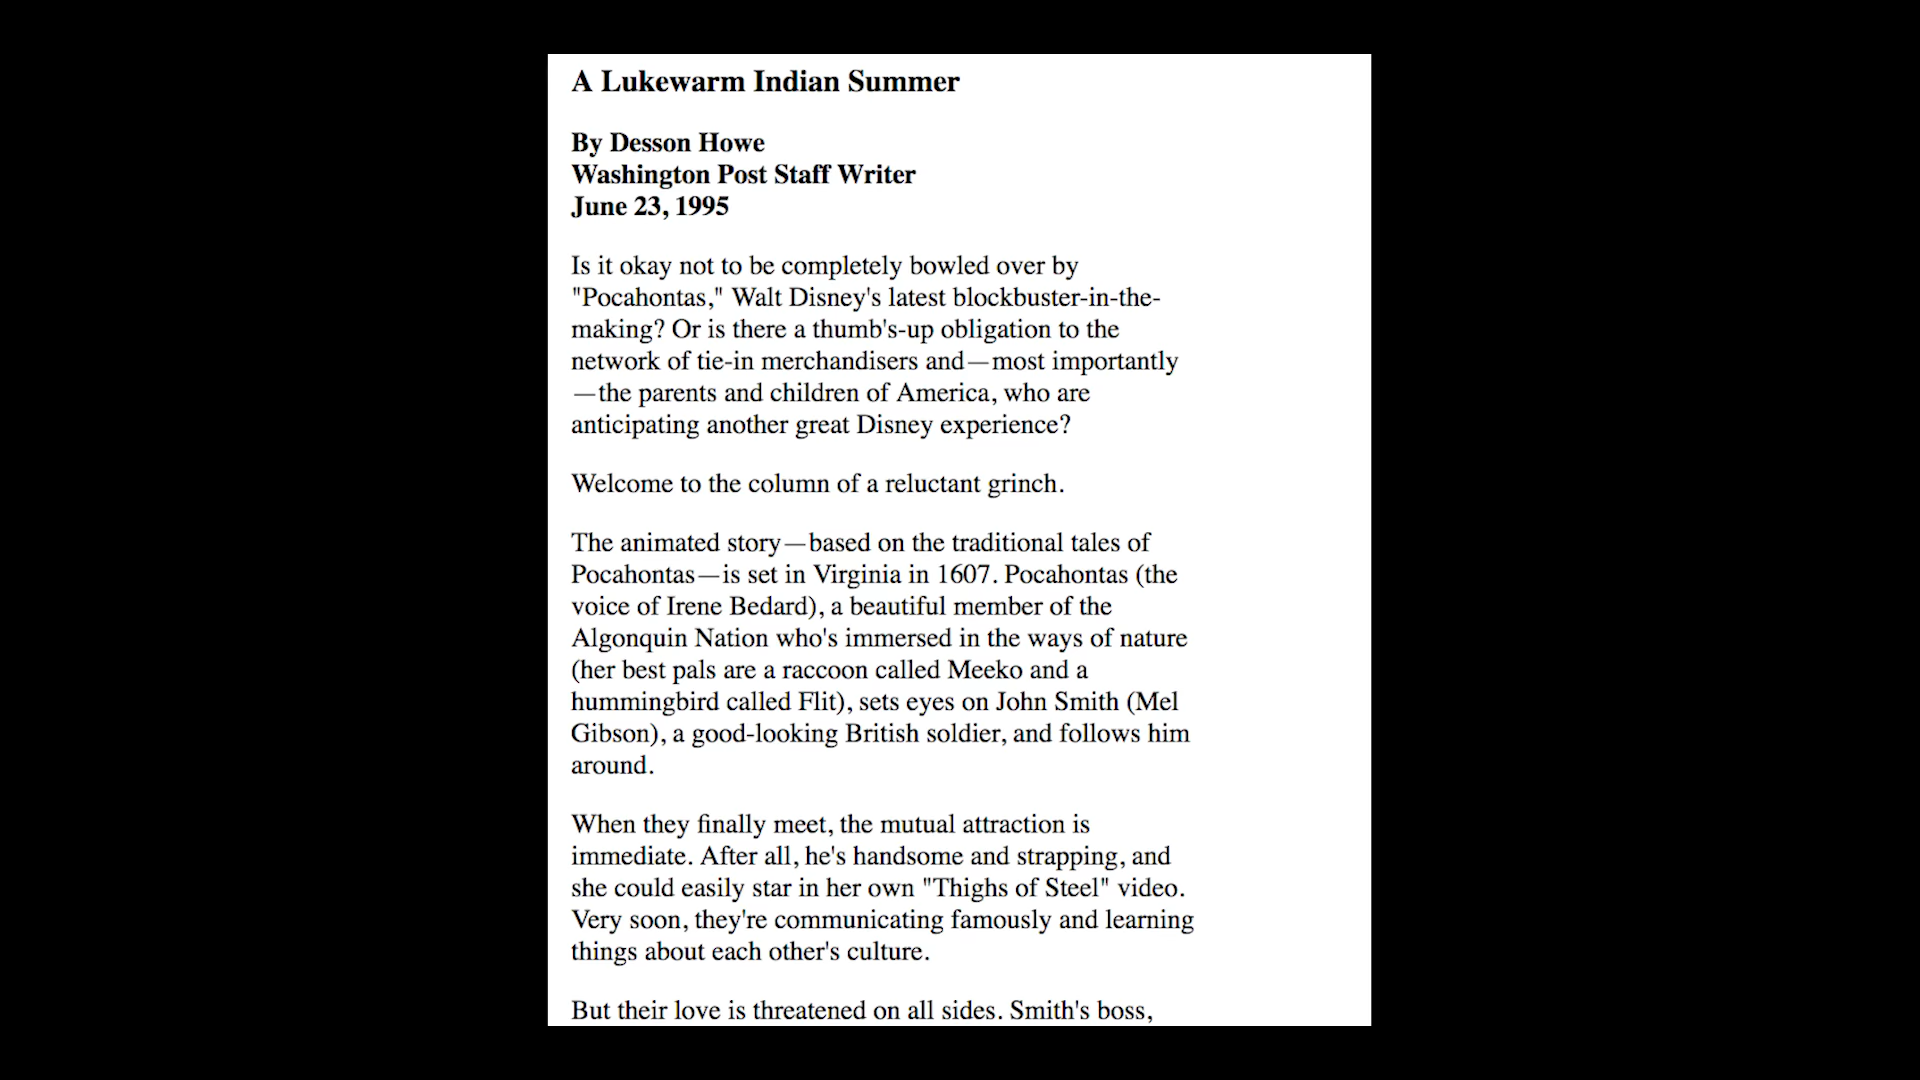 A Lukewarm Indian Summer
By Desson Howe
Washington Post Staff Writer
June 23, 1995
Is it okay not to be completely bowled over by
"Pocahontas," Walt Disney's latest blockbuster-in-the-
making? Or is there a thumb's-up obligation to the
network of tie-in merchandisers and—most importantly
—the parents and children of America, who are
anticipating another great Disney experience?
Welcome to the column of a reluctant grinch.
The animated story—based on the traditional tales of
Pocahontas—is set in Virginia in 1607. Pocahontas (the
voice of Irene Bedard), a beautiful member of the
Algonquin Nation who's immersed in the ways of nature
(her best pals are a raccoon called Meeko and a
hummingbird called Flit), sets eyes on John Smith (Mel
Gibson), a good-looking British soldier, and follows him
around.
When they finally meet, the mutual attraction is
immediate. After all, he's handsome and strapping, and
she could easily star in her own "Thighs of Steel" video.
Very soon, they're communicating famously and learning
things about each other's culture.
But their love is threatened on all sides. Smith's boss,